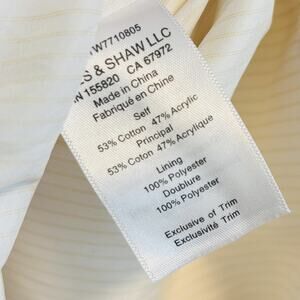 W7710805
S & SHAW LLC
N 155820 CA 67972
Made in China
Fabriqué en Chine
Self
53% Cotton 47% Acrylic
Principal
53% Cotton 47% Acrylique
Lining
100% Polyester
Doublure
100% Polyester
Exclusive of Trim
Exclusivité Trim